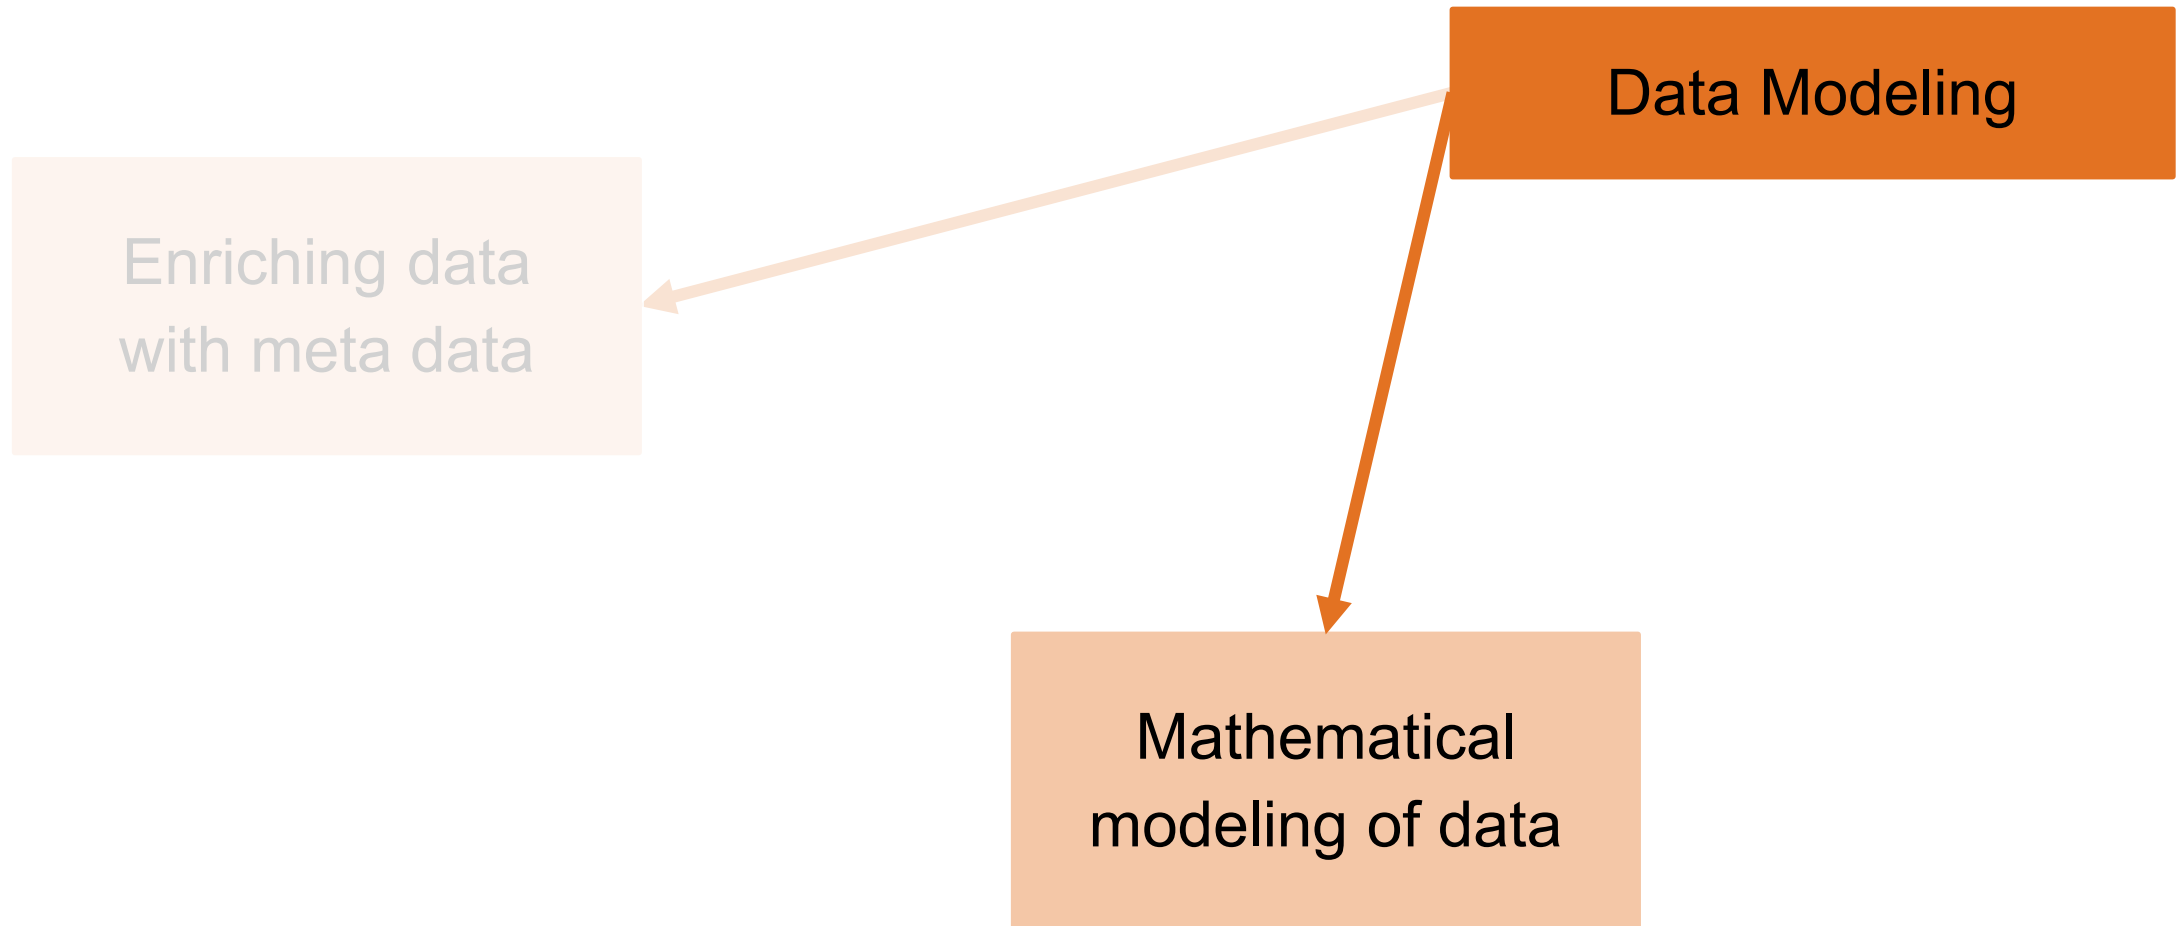 Data Modeling
Enriching data
with meta data
Mathematical
modeling of data